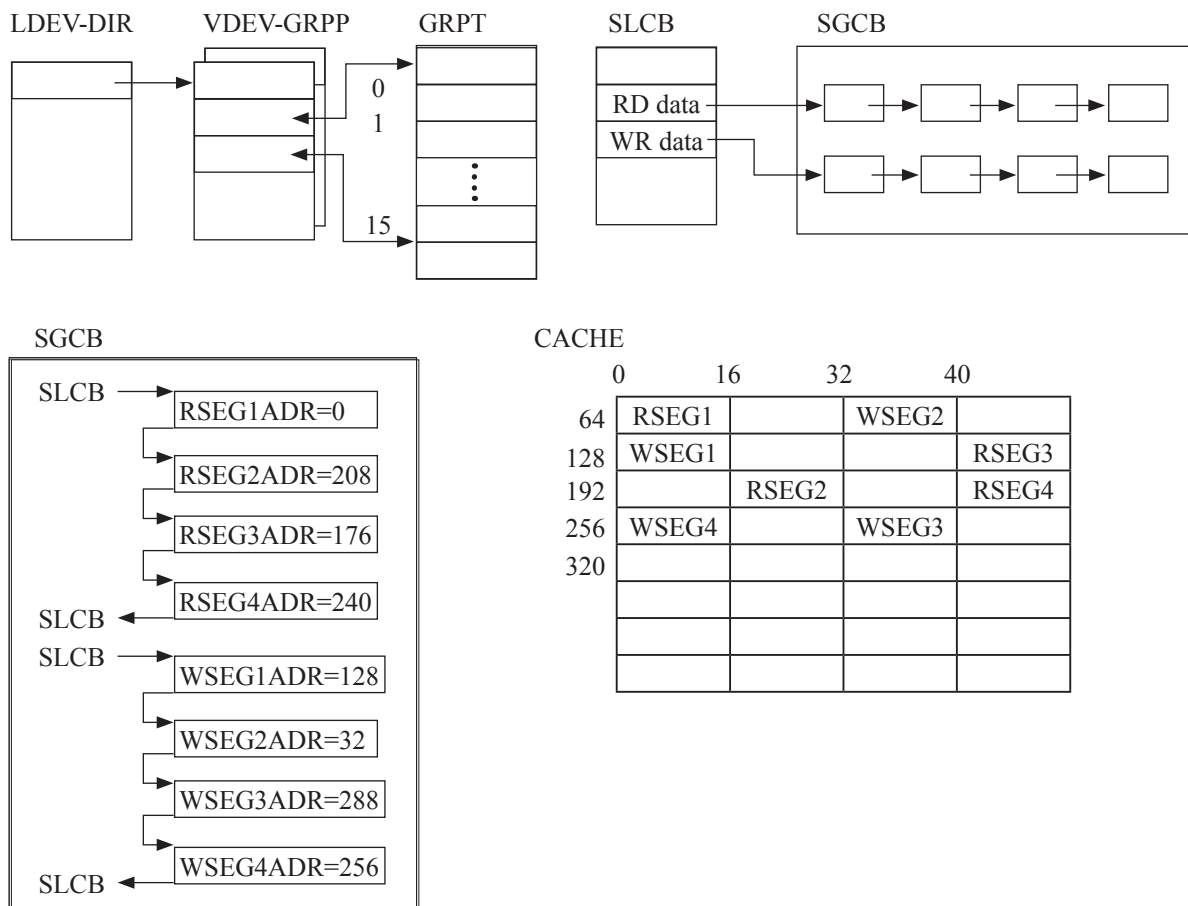 LDEV-DIR VDEV-GRPP GRPT SLCB SGCB
0
1
15
RD data
WR data
SGCB
SLCB
RSEG1ADR=0
RSEG2ADR=208
RSEG3ADR=176
RSEG4ADR=240
SLCB
SLCB
WSEG1ADR=128
WSEG2ADR=32
WSEG3ADR=288
WSEG4ADR=256
SLCB
CACHE
0 16 32 40
64 RSEG1 WSEG2
128 WSEG1 RSEG3
192 RSEG2 RSEG4
256 WSEG4 WSEG3
320